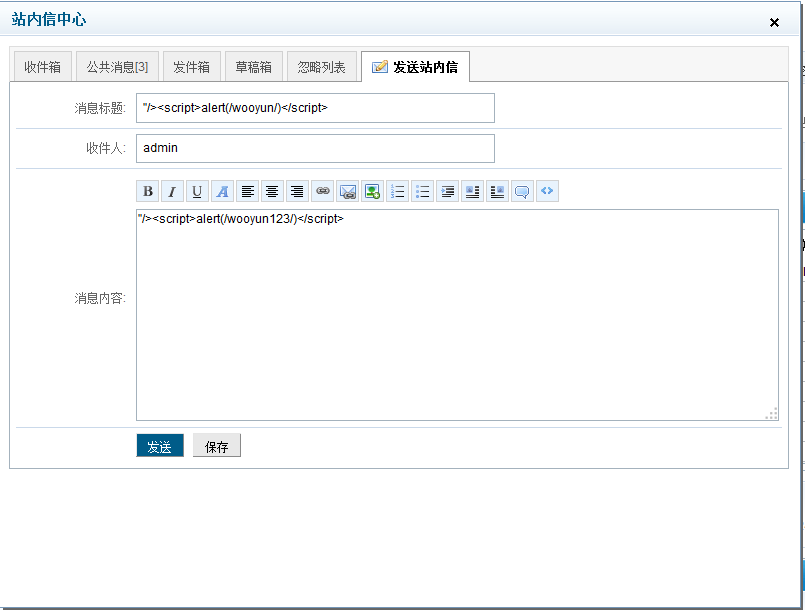 站内信中心
收件箱 公共消息[3] 发件箱 草稿箱 忽略列表 发送站内信
消息标题: "/><script>alert(/wooyun/)</script>
收件人: admin
B I U A
"/><script>alert(/wooyun123/)</script>
消息内容:
发送 保存